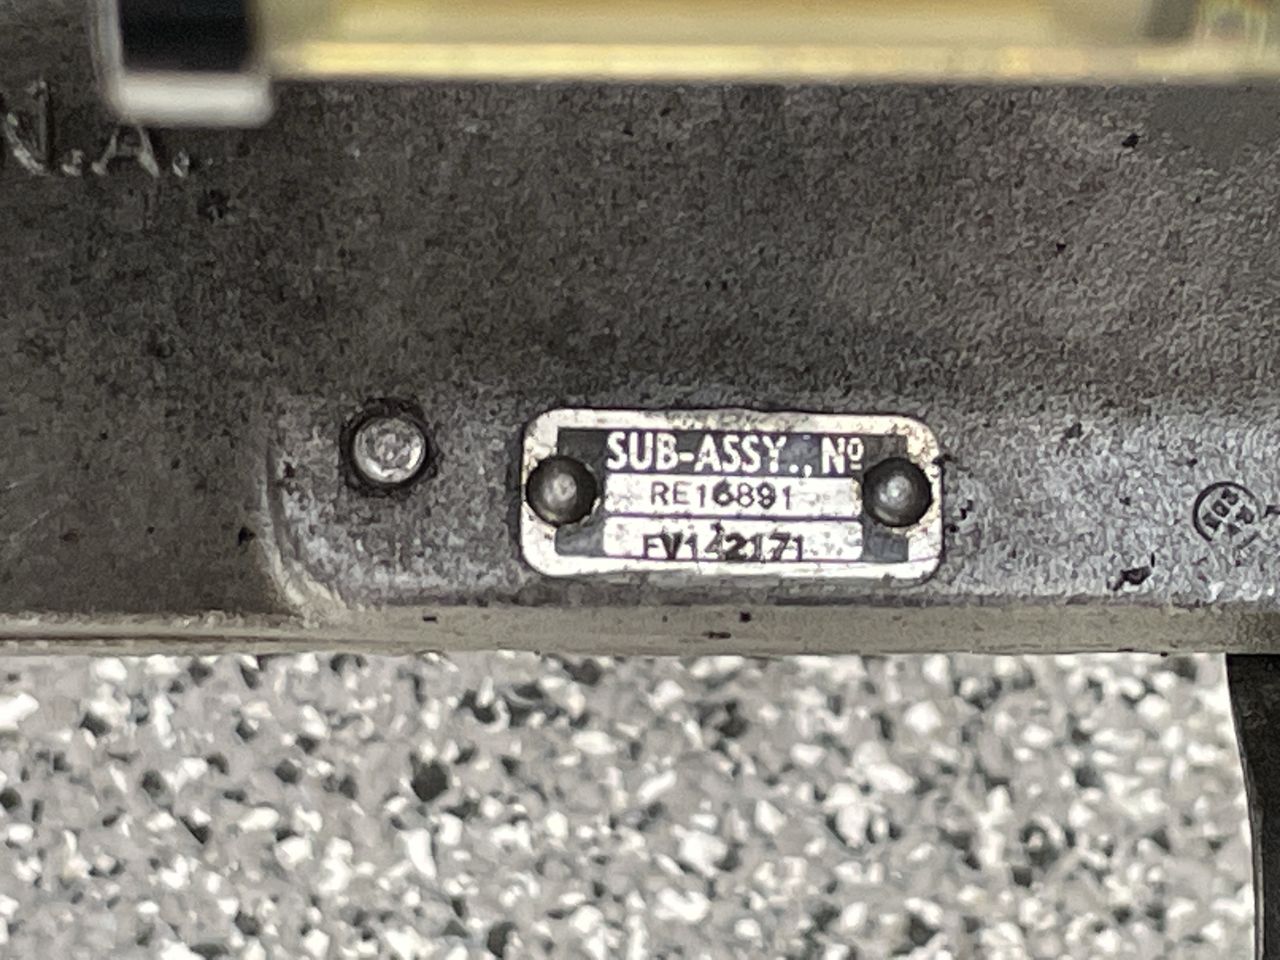 N.A.
SUB-ASSY., Nº
RE16891
FV142171